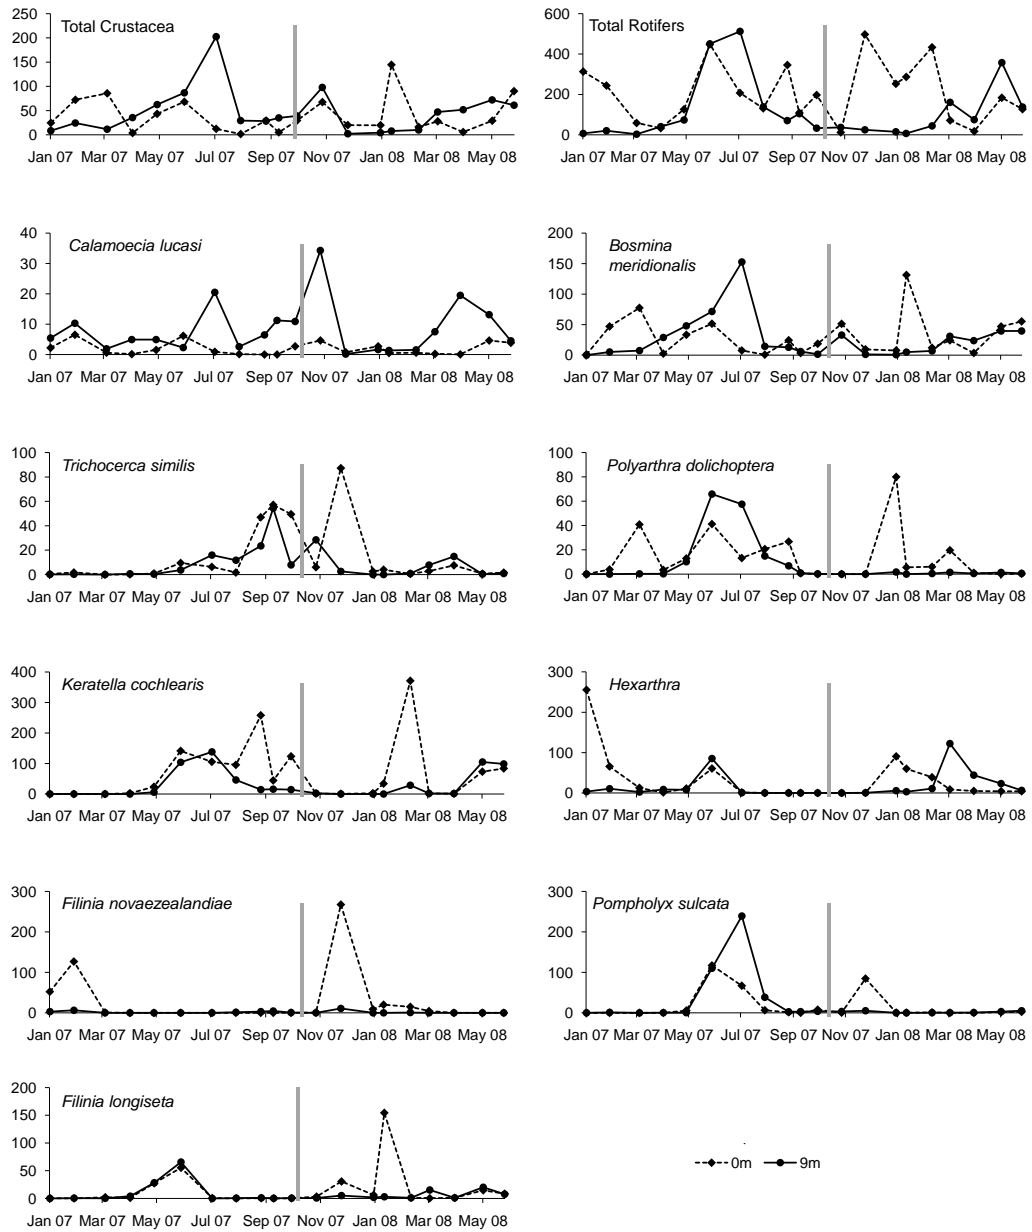 Total Crustacea
250
200
150
100
50
0
Jan 07 Mar 07 May 07 Jul 07 Sep 07 Nov 07 Jan 08 Mar 08 May 08
Total Rotifers
600
400
200
0
Jan 07 Mar 07 May 07 Jul 07 Sep 07 Nov 07 Jan 08 Mar 08 May 08
Calamoecia lucasi
40
30
20
10
0
Jan 07 Mar 07 May 07 Jul 07 Sep 07 Nov 07 Jan 08 Mar 08 May 08
Bosmina
meridionalis
200
150
100
50
0
Jan 07 Mar 07 May 07 Jul 07 Sep 07 Nov 07 Jan 08 Mar 08 May 08
Trichocerca similis
100
80
60
40
20
0
Jan 07 Mar 07 May 07 Jul 07 Sep 07 Nov 07 Jan 08 Mar 08 May 08
Polyarthra dolichoptera
100
80
60
40
20
0
Jan 07 Mar 07 May 07 Jul 07 Sep 07 Nov 07 Jan 08 Mar 08 May 08
Keratella cochlearis
400
300
200
100
0
Jan 07 Mar 07 May 07 Jul 07 Sep 07 Nov 07 Jan 08 Mar 08 May 08
Hexarthra
300
200
100
0
Jan 07 Mar 07 May 07 Jul 07 Sep 07 Nov 07 Jan 08 Mar 08 May 08
Filinia novaezealandiae
300
200
100
0
Jan 07 Mar 07 May 07 Jul 07 Sep 07 Nov 07 Jan 08 Mar 08 May 08
Pompholyx sulcata
300
200
100
0
Jan 07 Mar 07 May 07 Jul 07 Sep 07 Nov 07 Jan 08 Mar 08 May 08
Filinia longiseta
200
150
100
50
0
Jan 07 Mar 07 May 07 Jul 07 Sep 07 Nov 07 Jan 08 Mar 08 May 08
0m 9m